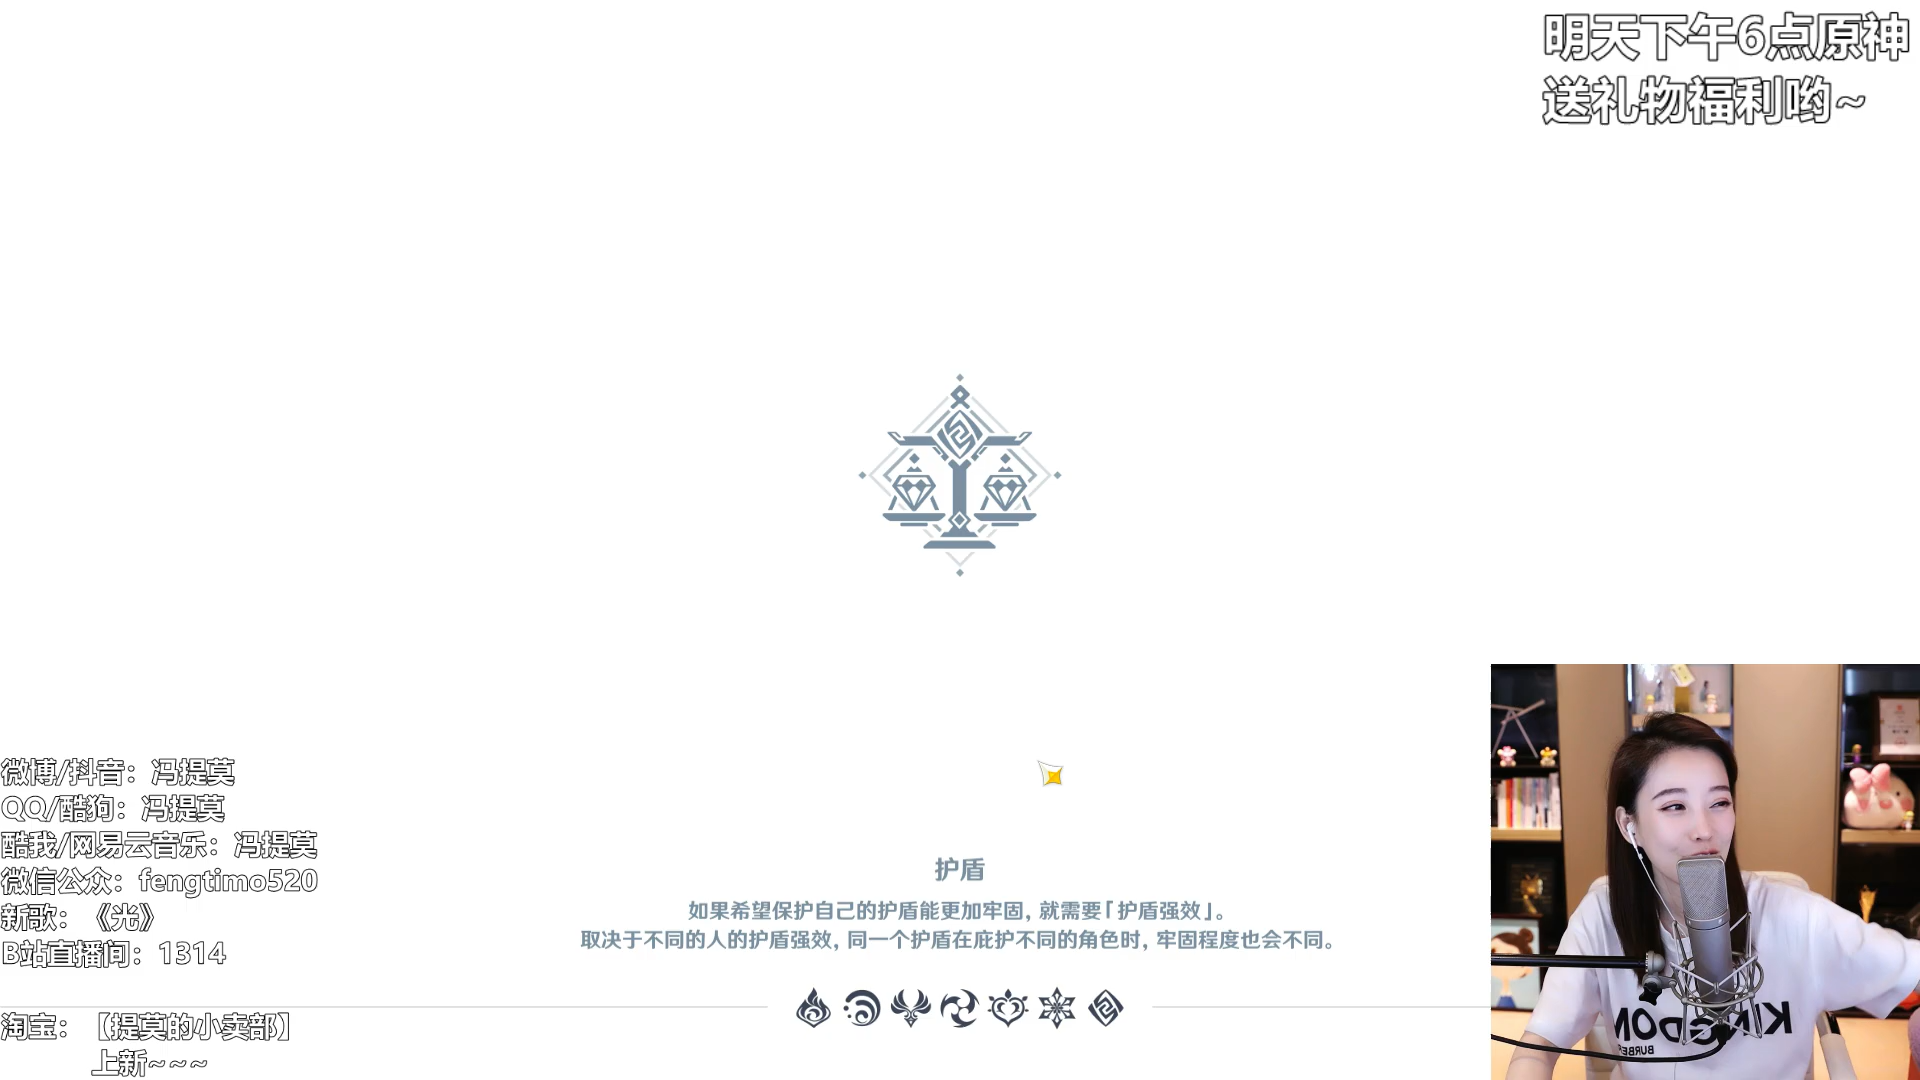 明天下午6点原神
送礼物福利哟~
微博/抖音：冯提莫
QQ/酷狗：冯提莫
酷我/网易云音乐：冯提莫
微信公众：fengtimo520
新歌：《光》
B站直播间：1314
淘宝：【提莫的小卖部】
上新~~~
护盾
如果希望保护自己的护盾能更加牢固，就需要「护盾强效」。
取决于不同的人的护盾强效，同一个护盾在庇护不同的角色时，牢固程度也会不同。
KINGDOM
BURBE